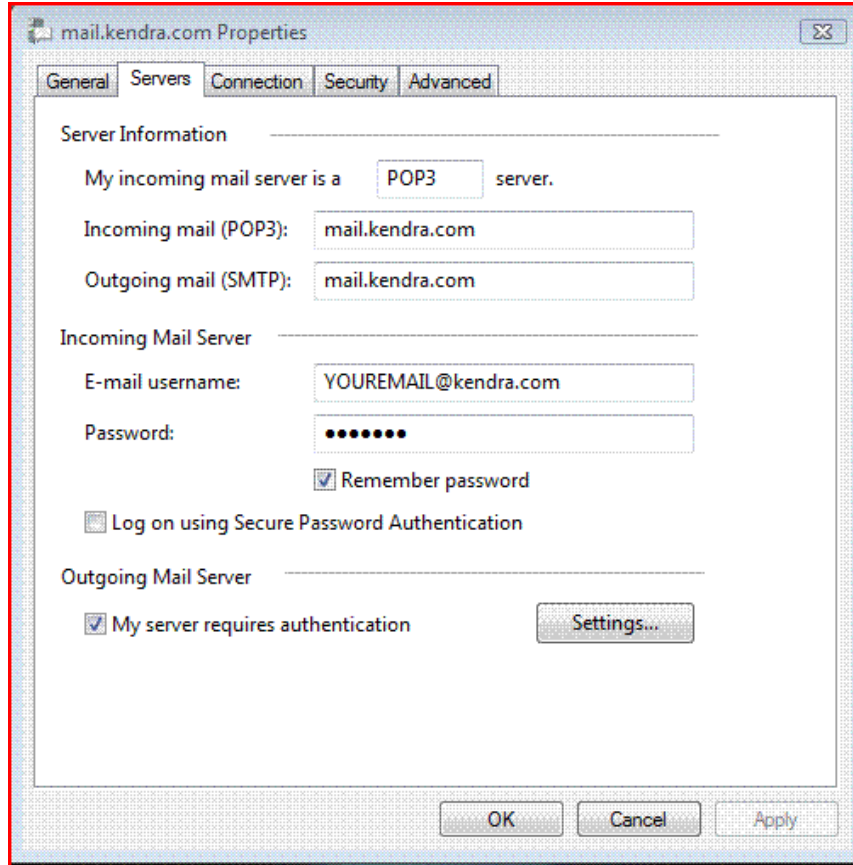 mail.kendra.com Properties
General Servers Connection Security Advanced
Server Information
My incoming mail server is a POP3 server.
Incoming mail (POP3): mail.kendra.com
Outgoing mail (SMTP): mail.kendra.com
Incoming Mail Server
E-mail username: YOUREMAIL@kendra.com
Password: •••••••
Remember password
Log on using Secure Password Authentication
Outgoing Mail Server
My server requires authentication Settings...
OK Cancel Apply